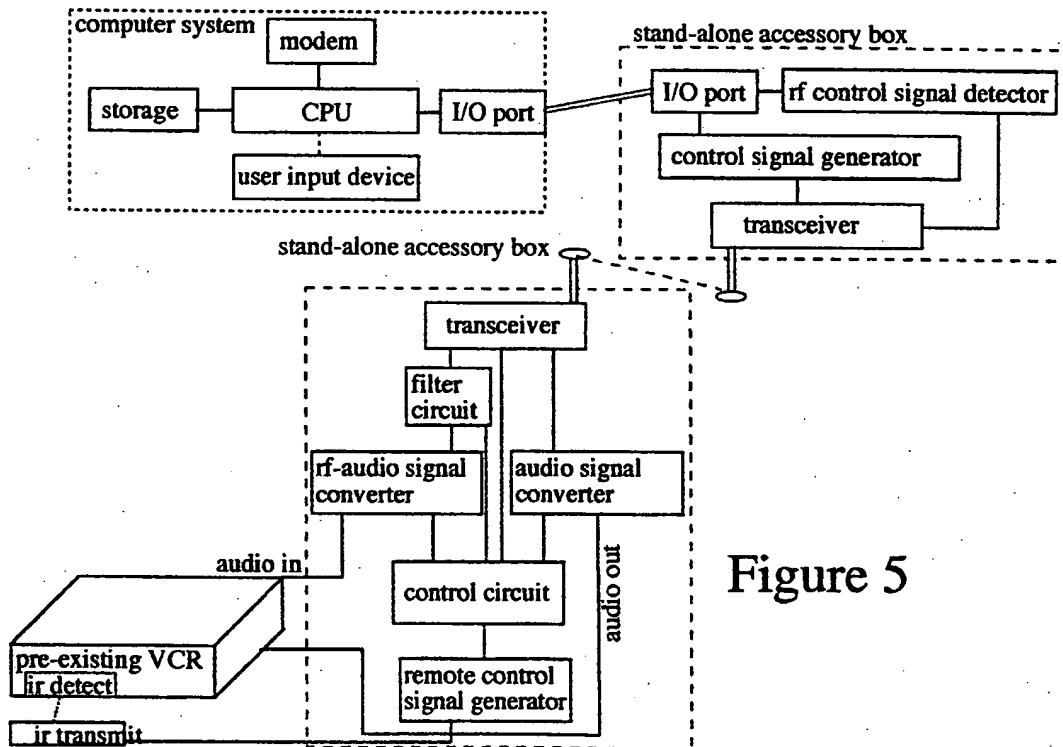 computer system
modem
storage
CPU
I/O port
user input device
stand-alone accessory box
I/O port
rf control signal detector
control signal generator
transceiver
stand-alone accessory box
transceiver
filter
circuit
rf-audio signal
converter
audio signal
converter
audio in
audio out
control circuit
remote control
signal generator
pre-existing VCR
ir detect
ir transmit
Figure 5